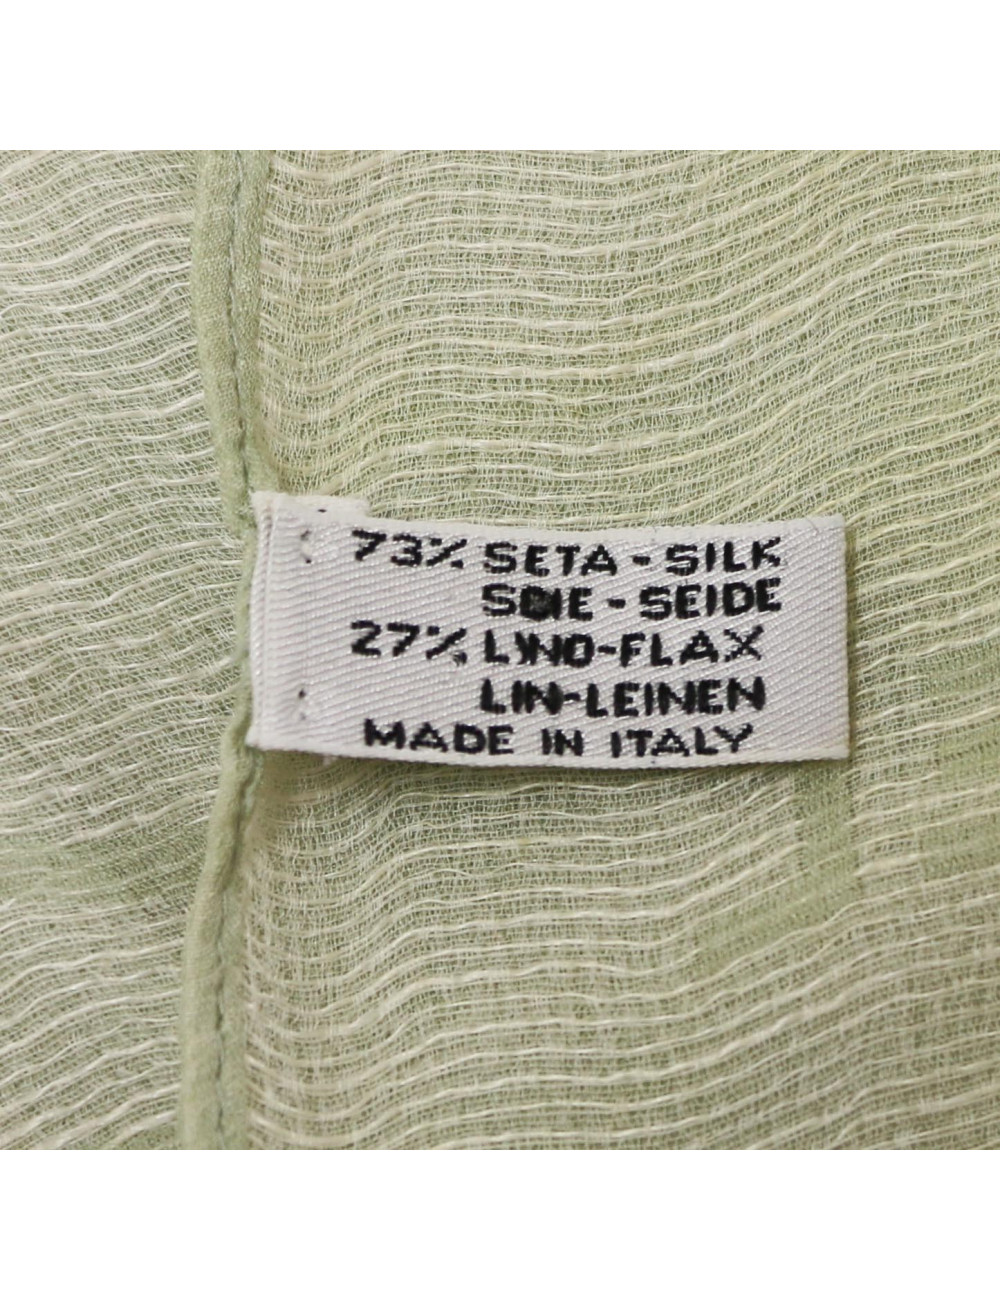 73% SETA - SILK
SOIE - SEIDE
27% LINO-FLAX
LIN-LEINEN
MADE IN ITALY